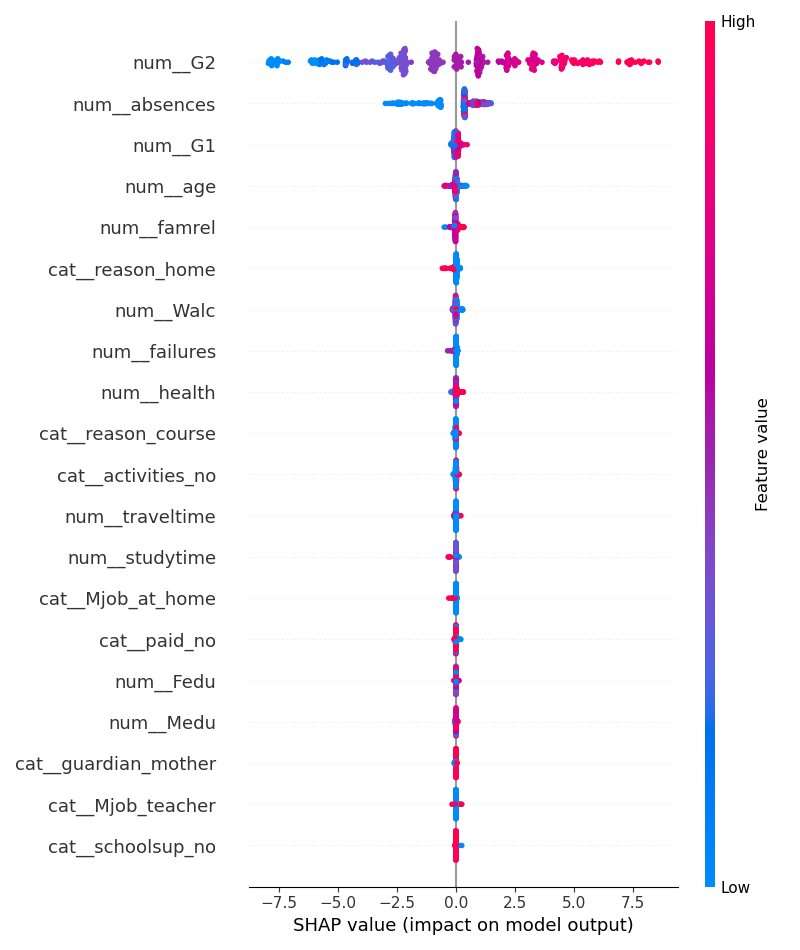 High
num__G2
num__absences
num__G1
num__age
num__famrel
cat__reason_home
num__Walc
num__failures
num__health
cat__reason_course
cat__activities_no
num__traveltime
num__studytime
cat__Mjob_at_home
cat__paid_no
num__Fedu
num__Medu
cat__guardian_mother
cat__Mjob_teacher
cat__schoolsup_no
Low
Feature value
−7.5 −5.0 −2.5 0.0 2.5 5.0 7.5
SHAP value (impact on model output)